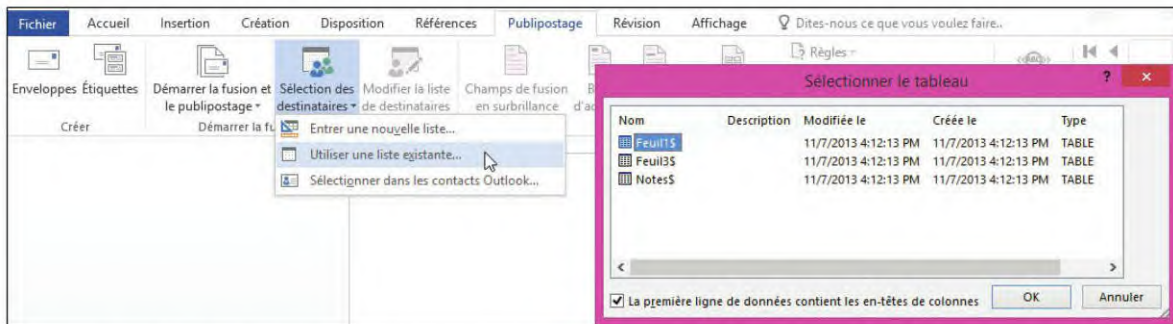 Fichier Accueil Insertion Création Disposition Références Publipostage Révision Affichage Dites-nous ce que vous voulez faire..
Règles
Enveloppes Étiquettes Démarrer la fusion et le publipostage Sélection des destinataires Modifier la liste de destinataires Champs de fusion en surbrillance
Créer Démarrer la fu
Entrer une nouvelle liste...
Utiliser une liste existante...
Sélectionner dans les contacts Outlook...
Sélectionner le tableau ?
Nom Description Modifiée le Créée le Type
Feuil1$ 11/7/2013 4:12:13 PM 11/7/2013 4:12:13 PM TABLE
Feuil3$ 11/7/2013 4:12:13 PM 11/7/2013 4:12:13 PM TABLE
Notes$ 11/7/2013 4:12:13 PM 11/7/2013 4:12:13 PM TABLE
La première ligne de données contient les en-têtes de colonnes OK Annuler